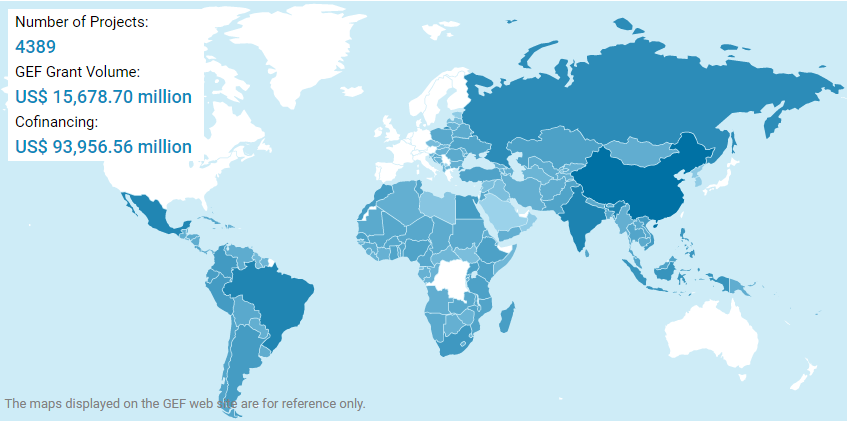 Number of Projects:
4389
GEF Grant Volume:
US$ 15,678.70 million
Cofinancing:
US$ 93,956.56 million
The maps displayed on the GEF web site are for reference only.